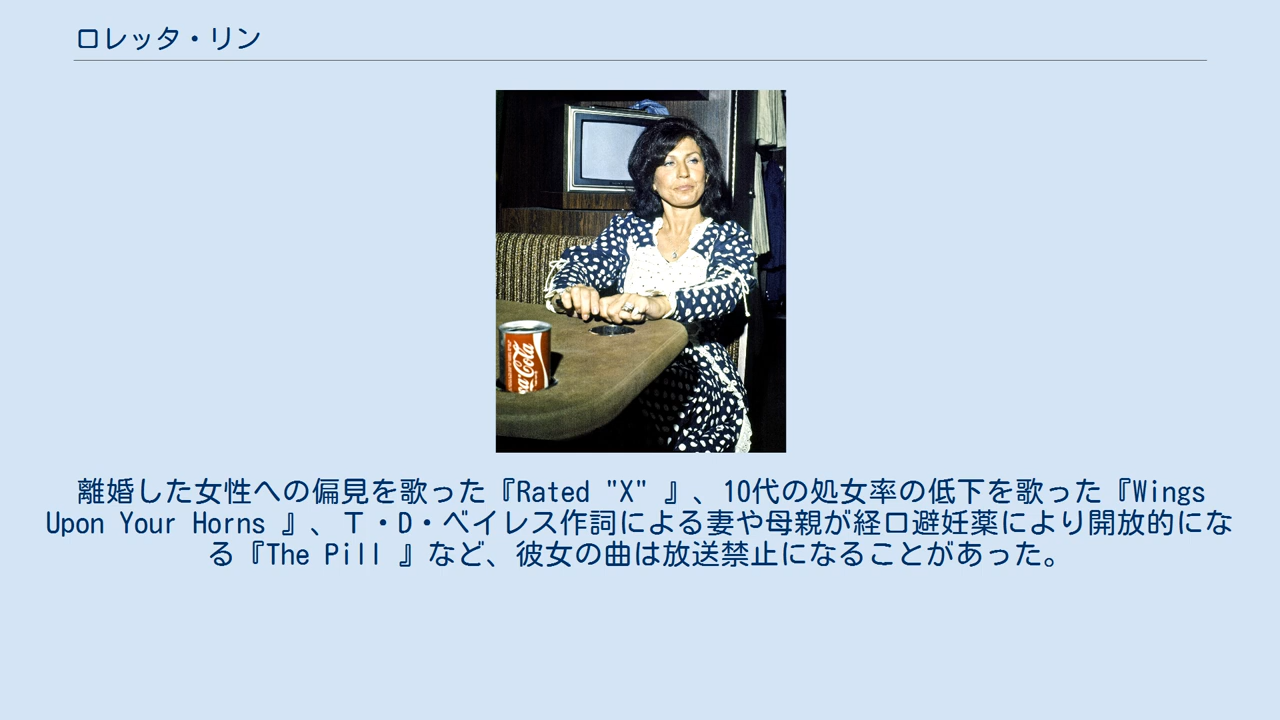 ロレッタ・リン
Coca-Cola
離婚した女性への偏見を歌った『Rated "X" 』、10代の処女率の低下を歌った『Wings
Upon Your Horns 』、T・D・ベイレス作詞による妻や母親が経口避妊薬により開放的にな
る『The Pill 』など、彼女の曲は放送禁止になることがあった。